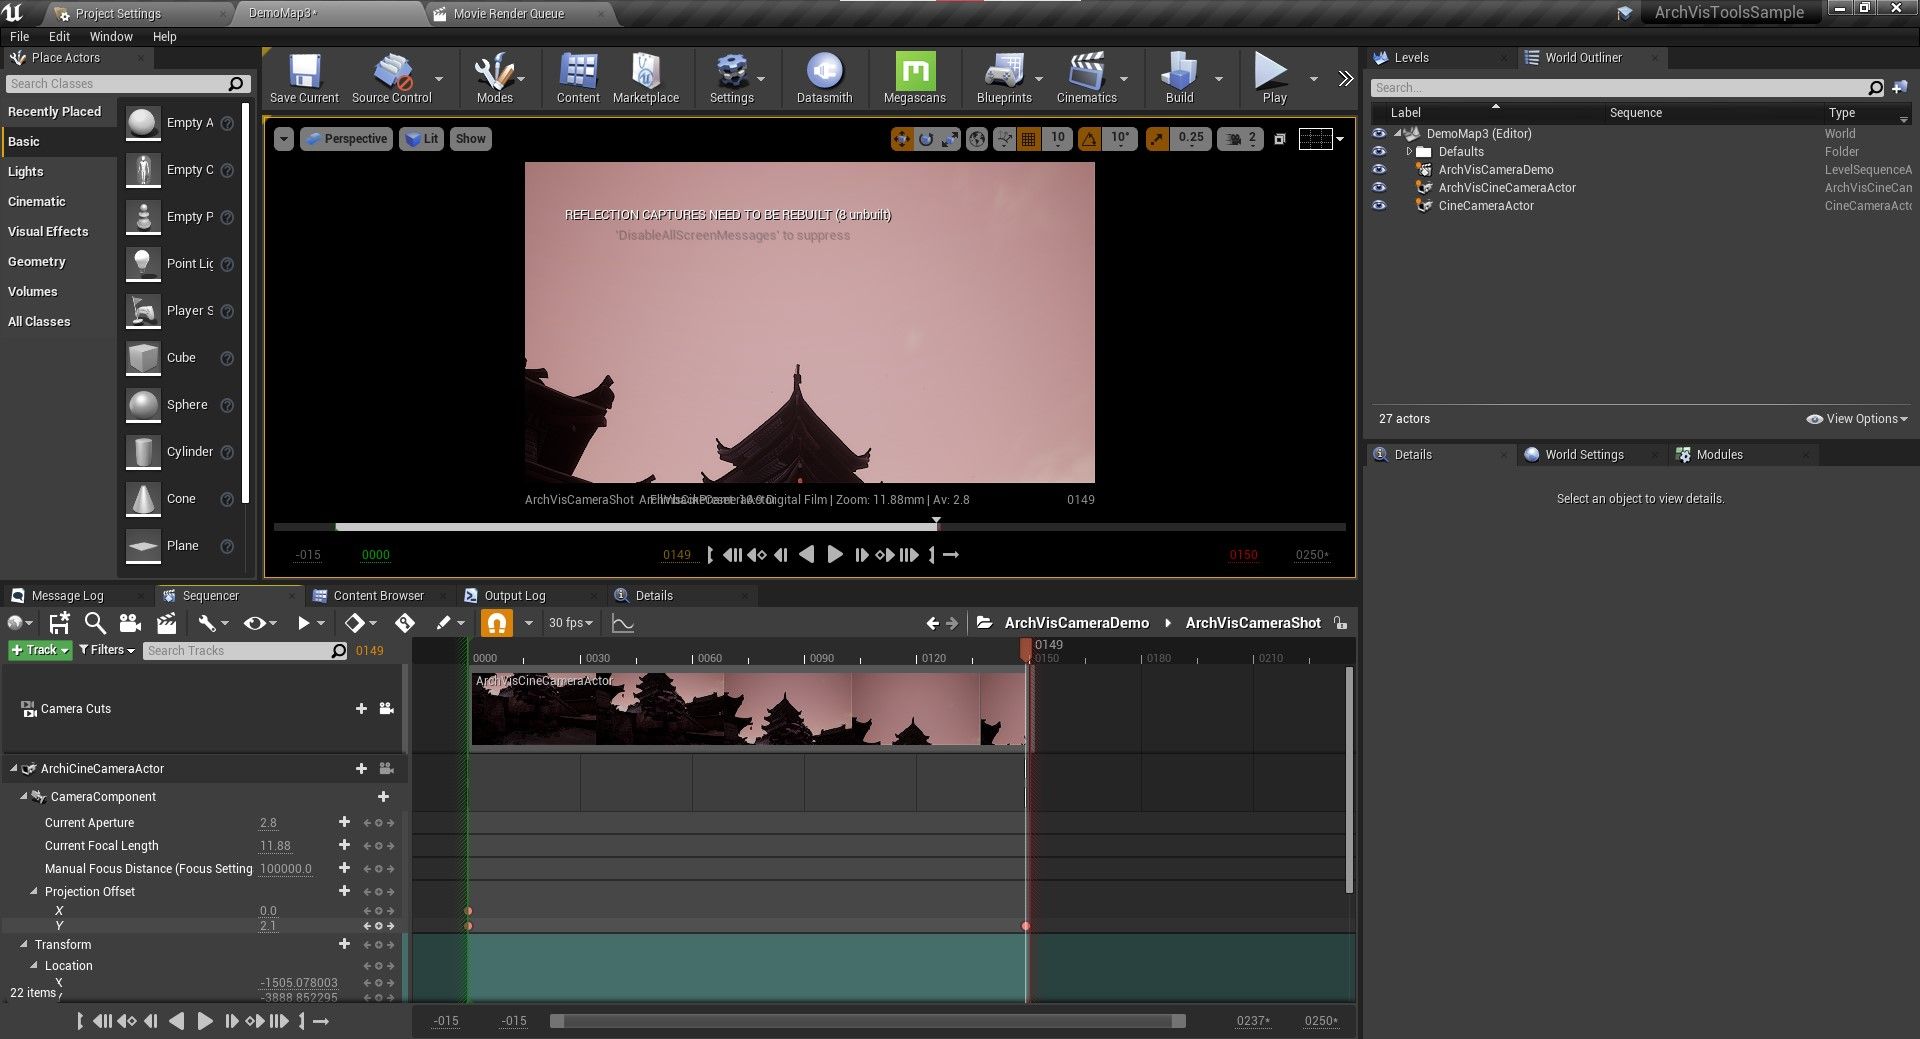 Project Settings
DemoMap3*
Movie Render Queue
ArchVisToolsSample
File Edit Window Help
Place Actors
Search Classes
Recently Placed
Basic
Lights
Cinematic
Visual Effects
Geometry
Volumes
All Classes
Empty A
Empty C
Empty P
Point Lig
Player S
Cube
Sphere
Cylinder
Cone
Plane
Save Current
Source Control
Modes
Content
Marketplace
Settings
Datasmith
Megascans
Blueprints
Cinematics
Build
Play
Perspective
Lit
Show
10
10°
0.25
2
REFLECTION CAPTURES NEED TO BE REBUILT (8 unbuilt)
'DisableAllScreenMessages' to suppress
ArchVisCameraShot
Digital Film | Zoom: 11.88mm | Av: 2.8
0149
-015
0000
0149
0150
0250*
Levels
World Outliner
Search...
Label Sequence Type
DemoMap3 (Editor) World
Defaults Folder
ArchVisCameraDemo LevelSequenceA
ArchVisCineCameraActor ArchVisCineCam
CineCameraActor CineCameraActo
27 actors
View Options
Details
World Settings
Modules
Select an object to view details.
Message Log
Sequencer
Content Browser
Output Log
Details
30 fps
ArchVisCameraDemo
ArchVisCameraShot
Track
Filters
Search Tracks
0149
0000 0030 0060 0090 0120 0150 0180 0210
0149
ArchVisCineCameraActor
Camera Cuts
ArchiCineCameraActor
CameraComponent
Current Aperture 2.8
Current Focal Length 11.88
Manual Focus Distance (Focus Setting 100000.0
Projection Offset
X 0.0
Y 2.1
Transform
Location
X -1505.078003
-3888.852295
22 items
-015
-015
0237*
0250*